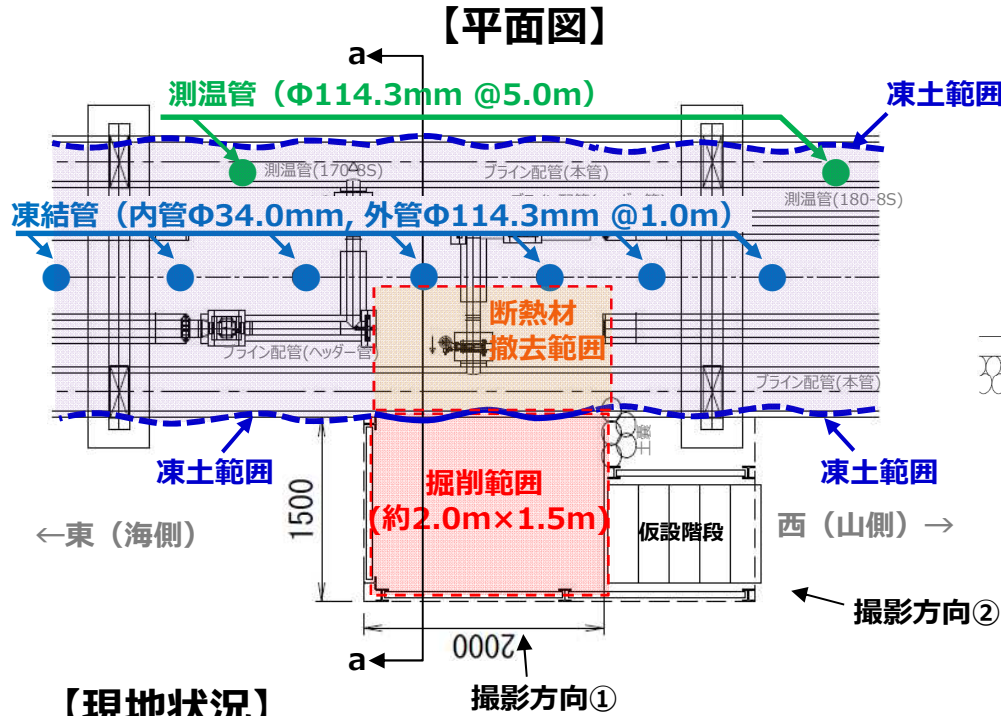 【平面図】
a
測温管（Φ114.3mm @5.0m）
凍土範囲
測温管(170-8S)
ブライン配管(本管)
測温管(180-8S)
凍結管（内管Φ34.0mm, 外管Φ114.3mm @1.0m）
断熱材
撤去範囲
ブライン配管(ヘッダー管)
ブライン配管(本管)
土嚢
凍土範囲
凍土範囲
掘削範囲
(約2.0m×1.5m)
1500
←東（海側）
仮設階段
西（山側）→
撮影方向②
2000
a
撮影方向①
【現地状況】